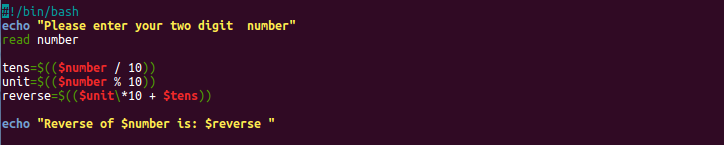 #!/bin/bash
echo "Please enter your two digit  number"
read number
tens=$(($number / 10))
unit=$(($number % 10))
reverse=$(($unit\*10 + $tens))
echo "Reverse of $number is: $reverse "